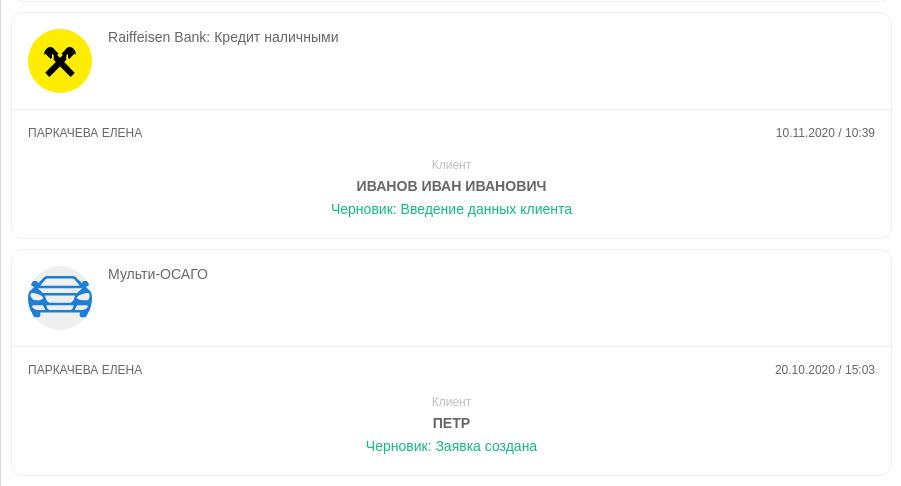 Raiffeisen Bank: Кредит наличными
ПАРКАЧЕВА ЕЛЕНА
10.11.2020 / 10:39
Клиент
ИВАНОВ ИВАН ИВАНОВИЧ
Черновик: Введение данных клиента
Мульти-ОСАГО
ПАРКАЧЕВА ЕЛЕНА
20.10.2020 / 15:03
Клиент
ПЕТР
Черновик: Заявка создана